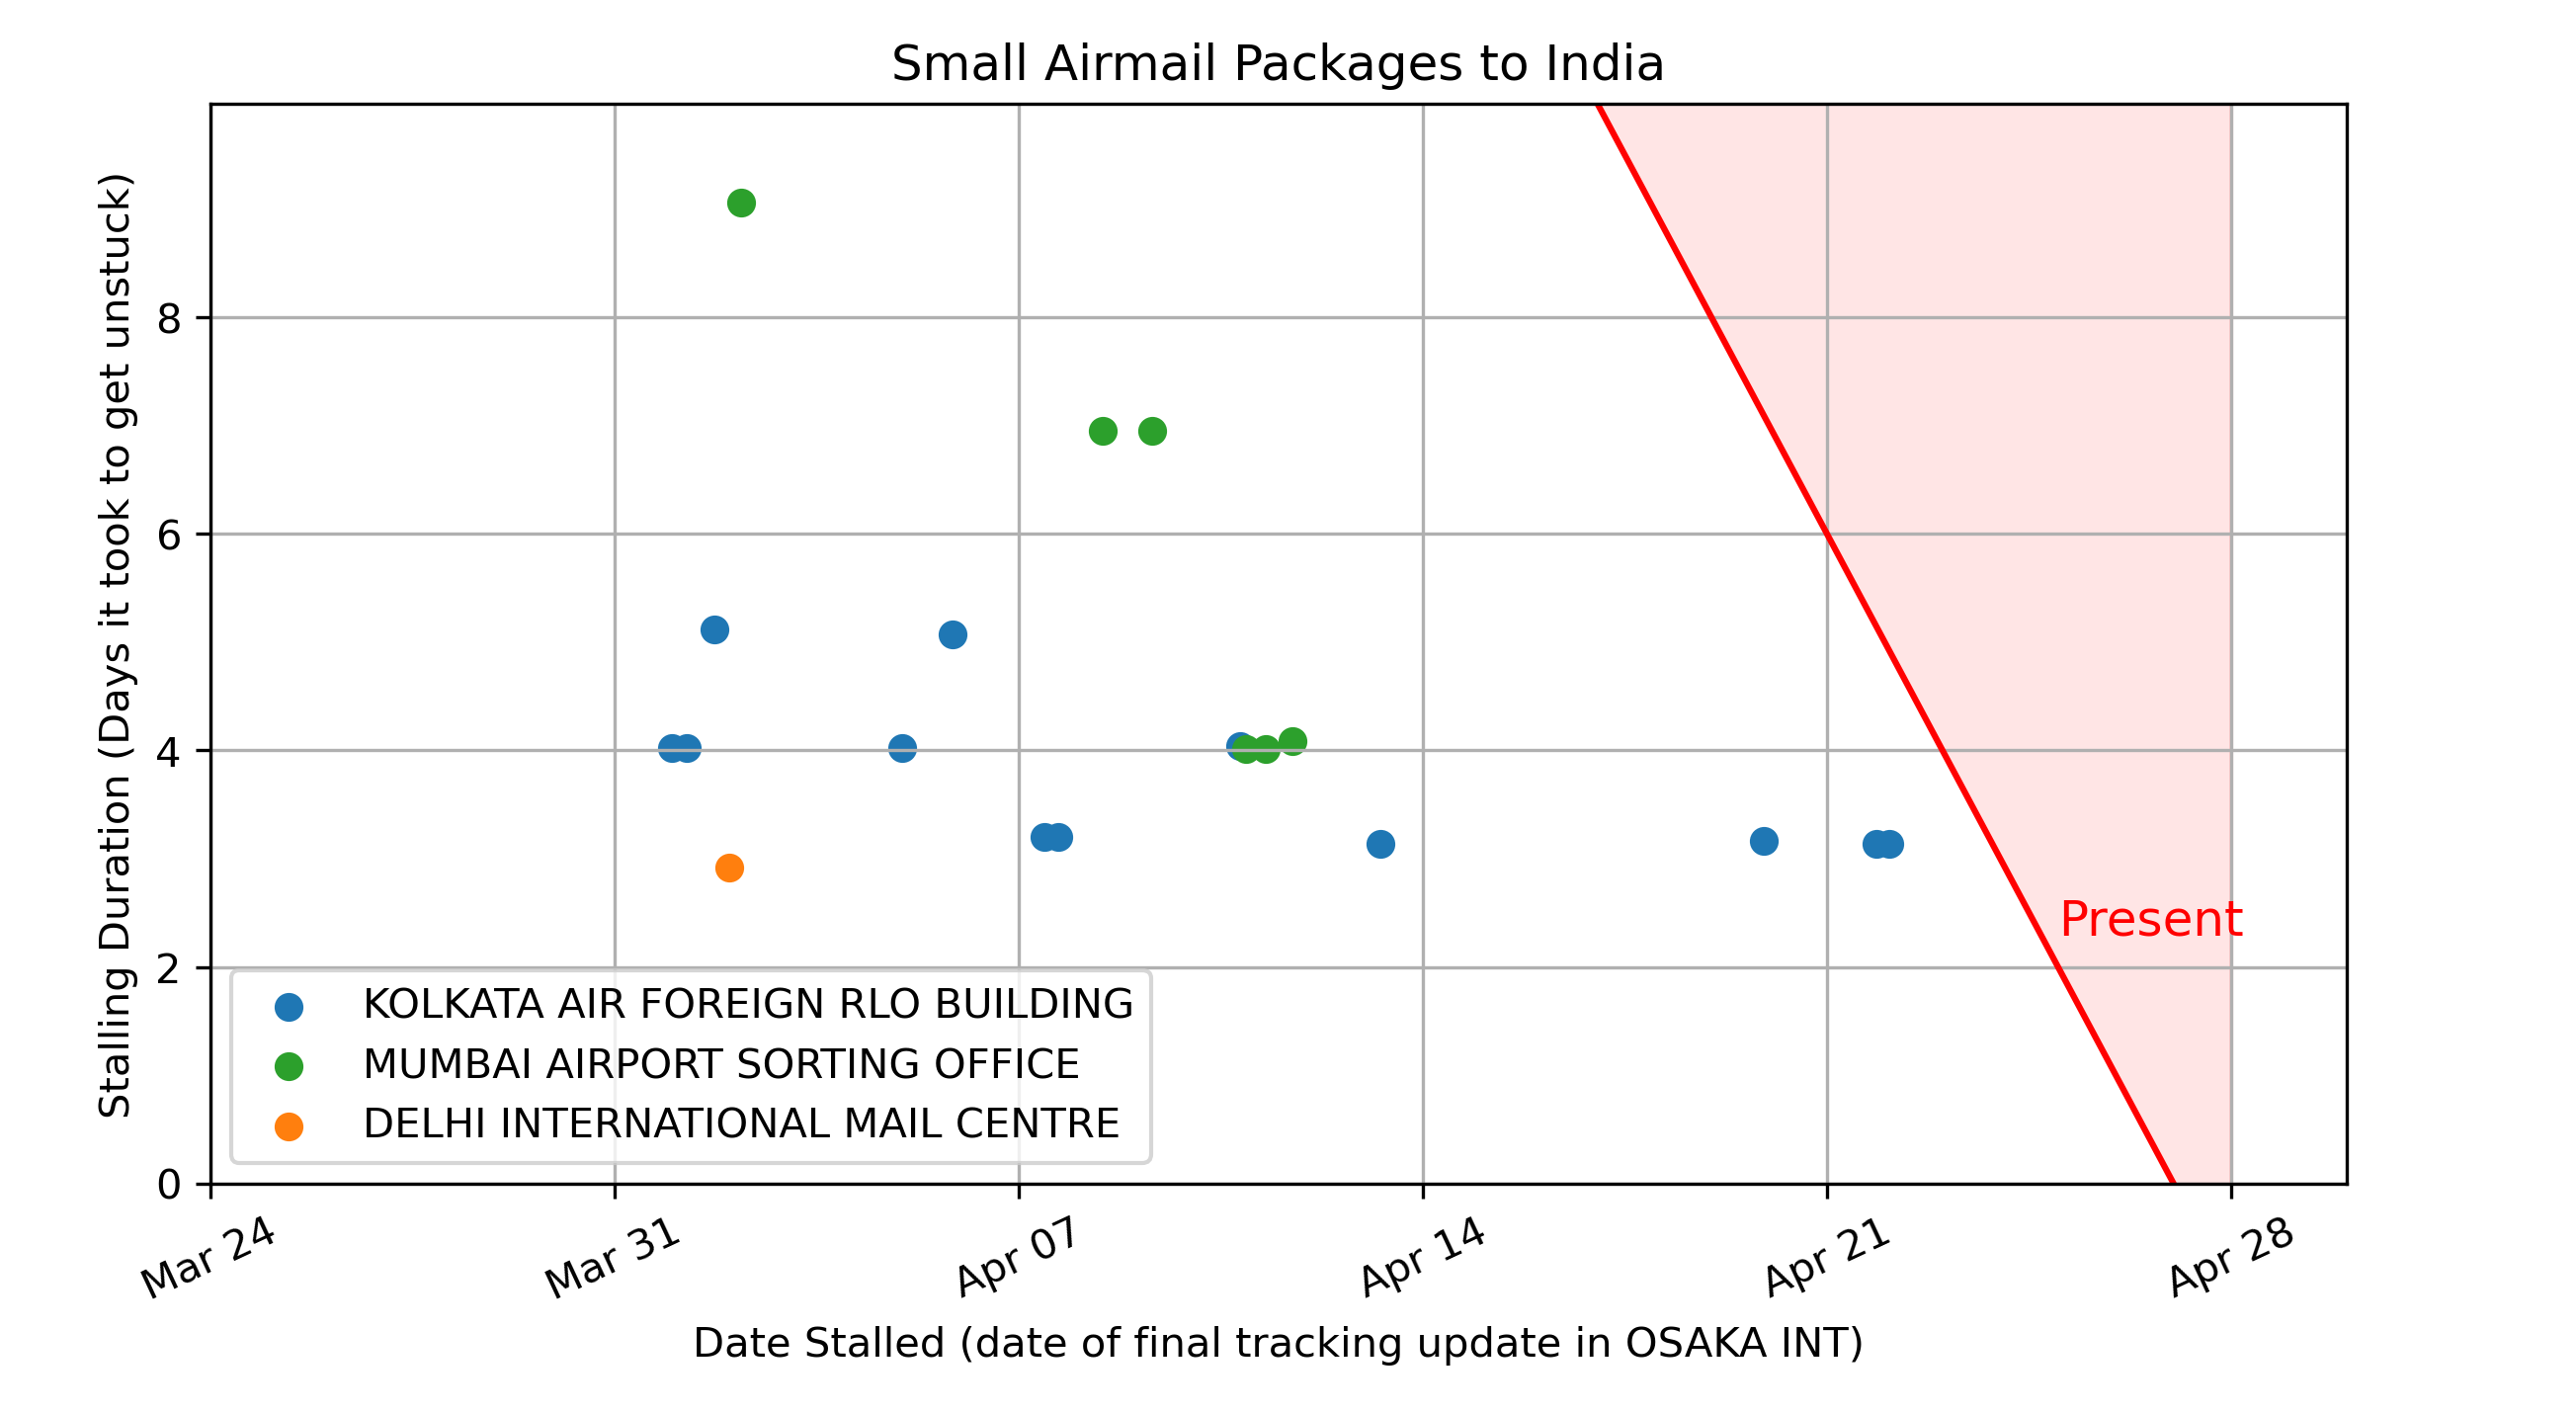 Small Airmail Packages to India
Stalling Duration (Days it took to get unstuck)
8
6
4
2
0
Present
KOLKATA AIR FOREIGN RLO BUILDING
MUMBAI AIRPORT SORTING OFFICE
DELHI INTERNATIONAL MAIL CENTRE
Mar 24
Mar 31
Apr 07
Apr 14
Apr 21
Apr 28
Date Stalled (date of final tracking update in OSAKA INT)